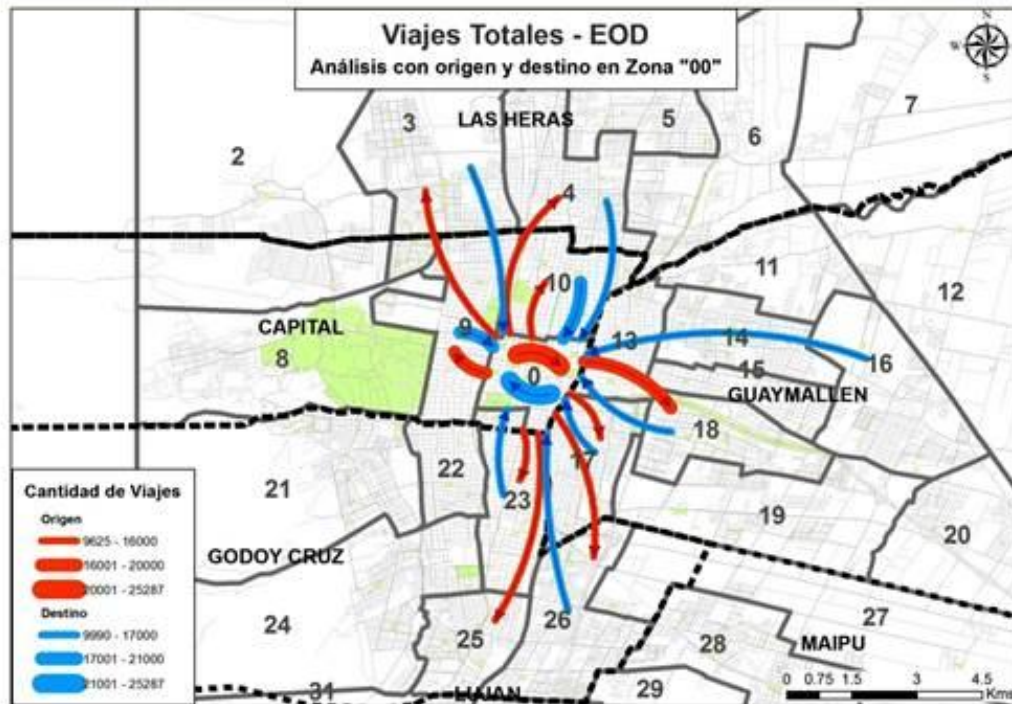 Viajes Totales - EOD
Análisis con origen y destino en Zona "00"
N
W
S
7
3
LAS HERAS
5
6
2
4
11
10
12
9
13
CAPITAL
14
8
16
15
0
GUAYMALLEN
18
22
17
21
23
19
20
GODOY CRUZ
26
27
24
25
28
MAIPU
31
LUJAN
29
Cantidad de Viajes
Origen
9625 - 16000
16001 - 20000
20001 - 25287
Destino
9990 - 17000
17001 - 21000
21001 - 25287
0 0.75 1.5 3 4.5
Kms